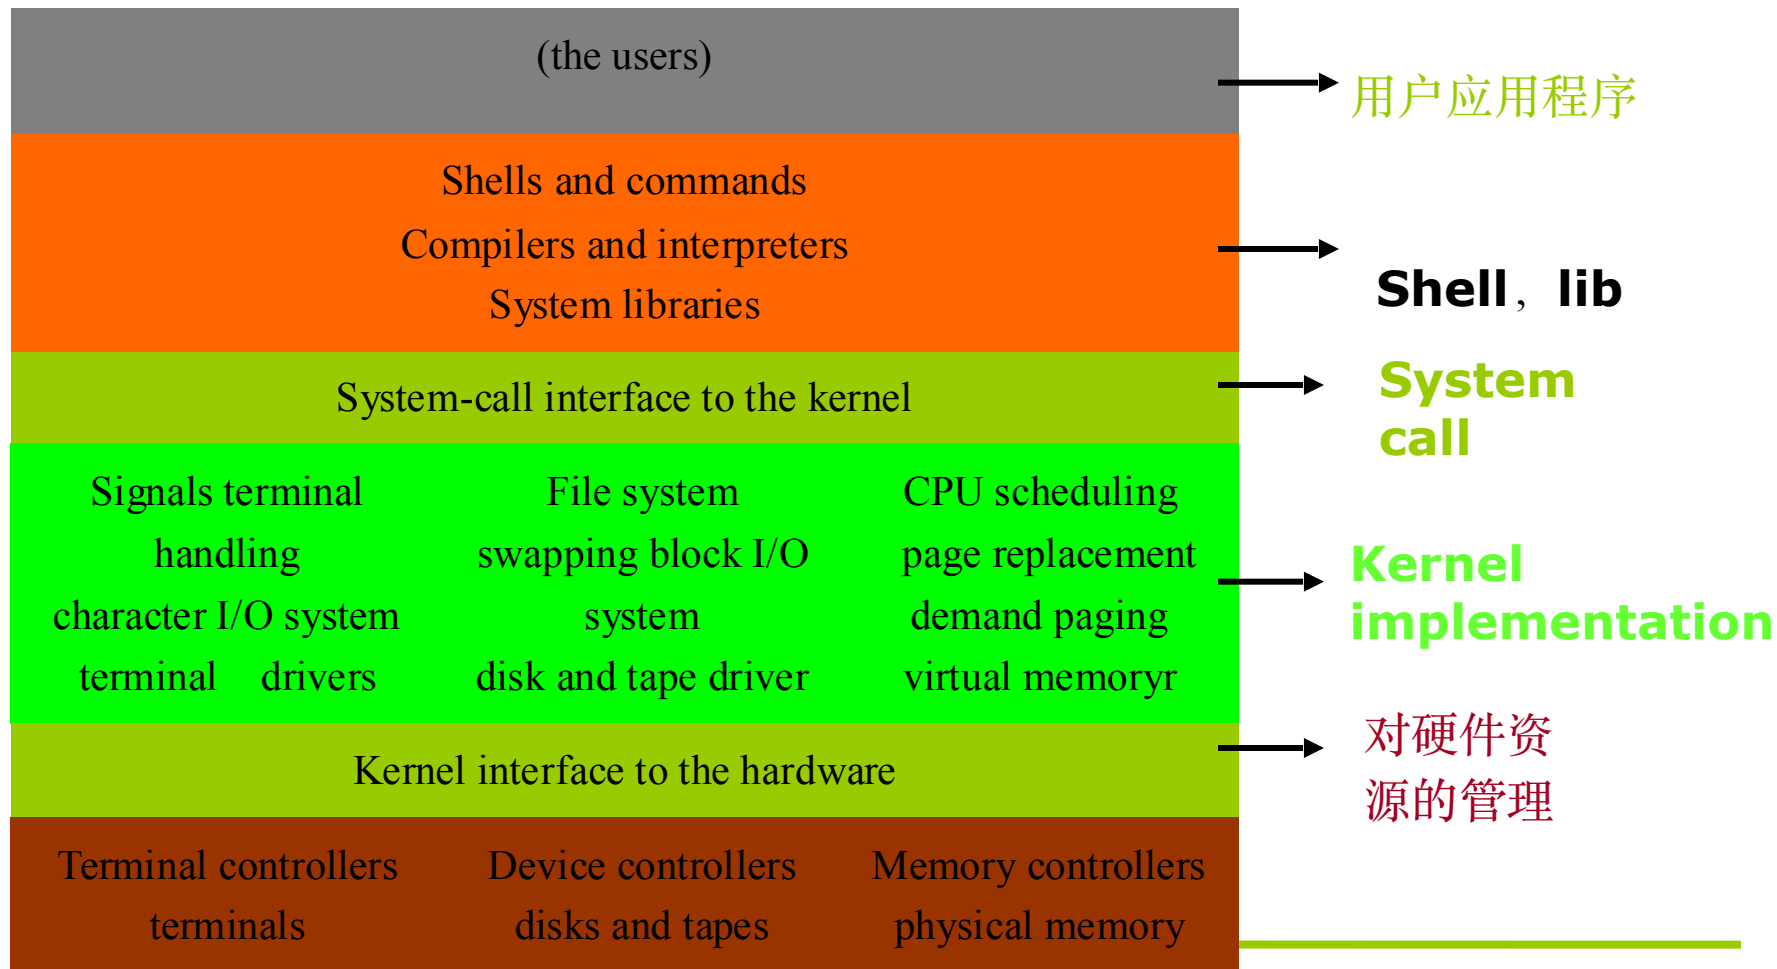 (the users)
用户应用程序
Shells and commands
Compilers and interpreters
System libraries
Shell，lib
System-call interface to the kernel
System
call
Signals terminal
handling
character I/O system
terminal drivers
File system
swapping block I/O
system
disk and tape driver
CPU scheduling
page replacement
demand paging
virtual memoryr
Kernel
implementation
Kernel interface to the hardware
对硬件资
源的管理
Terminal controllers
terminals
Device controllers
disks and tapes
Memory controllers
physical memory